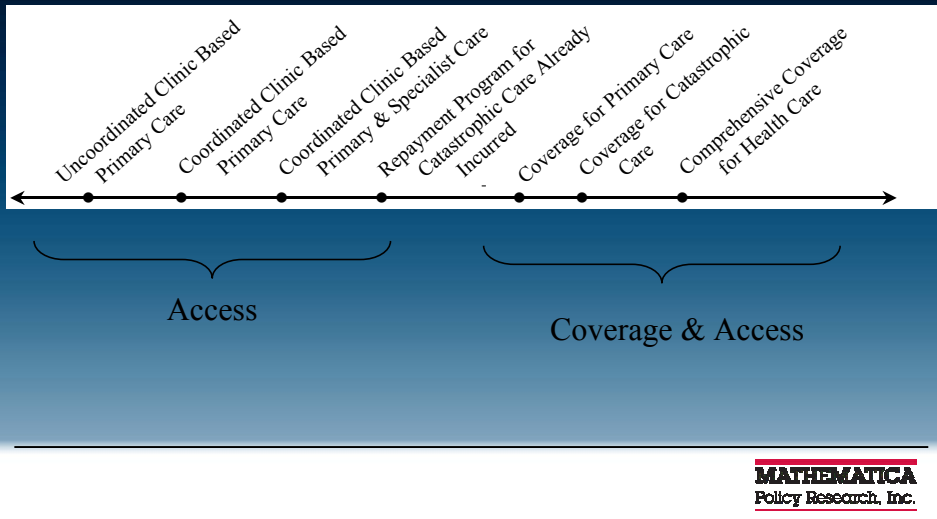 Uncoordinated Clinic Based
Primary Care
Coordinated Clinic Based
Primary Care
Coordinated Clinic Based
Primary & Specialist Care
Repayment Program for
Catastrophic Care Already
Incurred
Coverage for Primary Care
Coverage for Catastrophic
Care
Comprehensive Coverage
for Health Care
Access
Coverage & Access
MATHEMATICA
Policy Research, Inc.